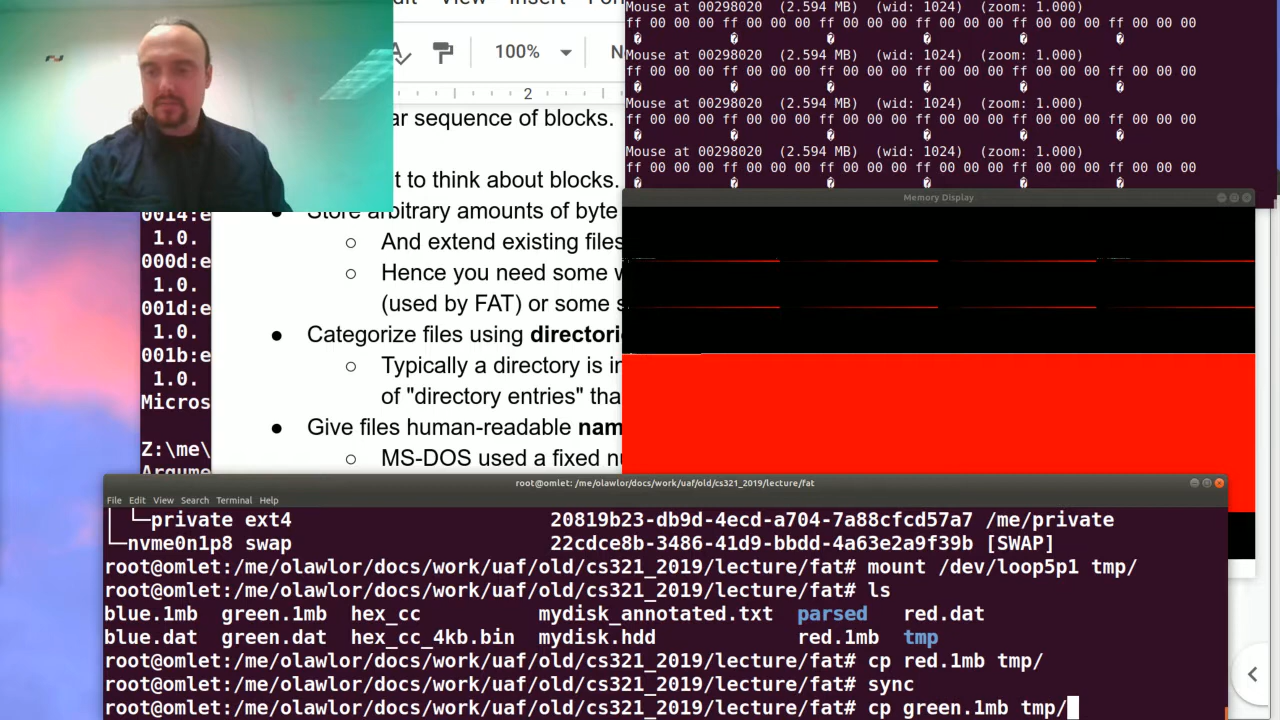 dit View Insert Form
100%
2
ar sequence of blocks.
t to think about blocks.
● Store arbitrary amounts of byte
○ And extend existing files
○ Hence you need some
(used by FAT) or some s
● Categorize files using directori
○ Typically a directory is
of "directory entries" tha
● Give files human-readable nam
○ MS-DOS used a fixed
0014:e
1.0.
000d:e
1.0.
001d:e
1.0.
001b:e
1.0.
Micros
Z:\me\
Argume
Mouse at 00298020 (2.594 MB) (wid: 1024) (zoom: 1.000)
ff 00 00 00 ff 00 00 00 ff 00 00 00 ff 00 00 00 ff 00 00 00 ff 00 00 00
� � � � � �
Mouse at 00298020 (2.594 MB) (wid: 1024) (zoom: 1.000)
ff 00 00 00 ff 00 00 00 ff 00 00 00 ff 00 00 00 ff 00 00 00 ff 00 00 00
� � � � � �
Mouse at 00298020 (2.594 MB) (wid: 1024) (zoom: 1.000)
ff 00 00 00 ff 00 00 00 ff 00 00 00 ff 00 00 00 ff 00 00 00 ff 00 00 00
� � � � � �
Mouse at 00298020 (2.594 MB) (wid: 1024) (zoom: 1.000)
ff 00 00 00 ff 00 00 00 ff 00 00 00 ff 00 00 00 ff 00 00 00 ff 00 00 00
� � � � � �
Memory Display
root@omlet: /me/olawlor/docs/work/uaf/old/cs321_2019/lecture/fat
File Edit View Search Terminal Help
│ └─private ext4 20819b23-db9d-4ecd-a704-7a88cfcd57a7 /me/private
└─nvme0n1p8 swap 22cdce8b-3486-41d9-bbdd-4a63e2a9f39b [SWAP]
root@omlet:/me/olawlor/docs/work/uaf/old/cs321_2019/lecture/fat# mount /dev/loop5p1 tmp/
root@omlet:/me/olawlor/docs/work/uaf/old/cs321_2019/lecture/fat# ls
blue.1mb green.1mb hex_cc mydisk_annotated.txt parsed red.dat
blue.dat green.dat hex_cc_4kb.bin mydisk.hdd red.1mb tmp
root@omlet:/me/olawlor/docs/work/uaf/old/cs321_2019/lecture/fat# cp red.1mb tmp/
root@omlet:/me/olawlor/docs/work/uaf/old/cs321_2019/lecture/fat# sync
root@omlet:/me/olawlor/docs/work/uaf/old/cs321_2019/lecture/fat# cp green.1mb tmp/